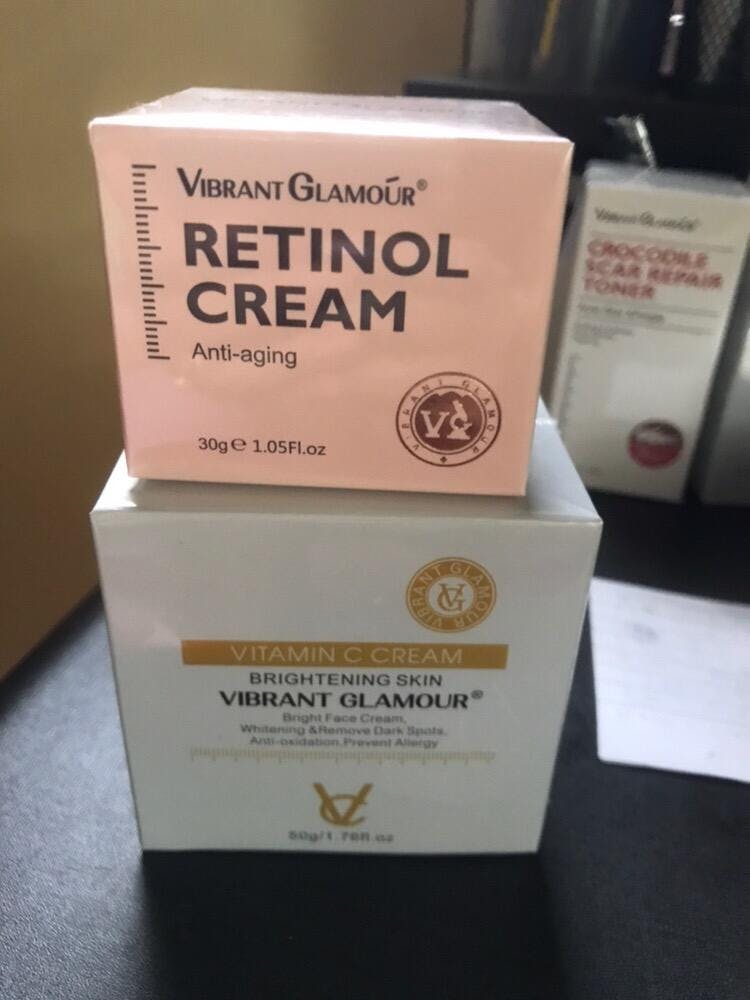 VIBRANT GLAMOÚR®
RETINOL
CREAM
Anti-aging
30g e 1.05Fl.oz
VIBRANT GLAMOUR
VG
VIBRANT GLAMOUR
CROCODILE
SCAR REPAIR
TONER
VIBRANT GLAMOUR
VG
VITAMIN C CREAM
BRIGHTENING SKIN
VIBRANT GLAMOUR®
Bright Face Cream,
Whitening &Remove Dark Spots,
Anti-oxidation,Prevent Allergy
50g/1.76fl.oz